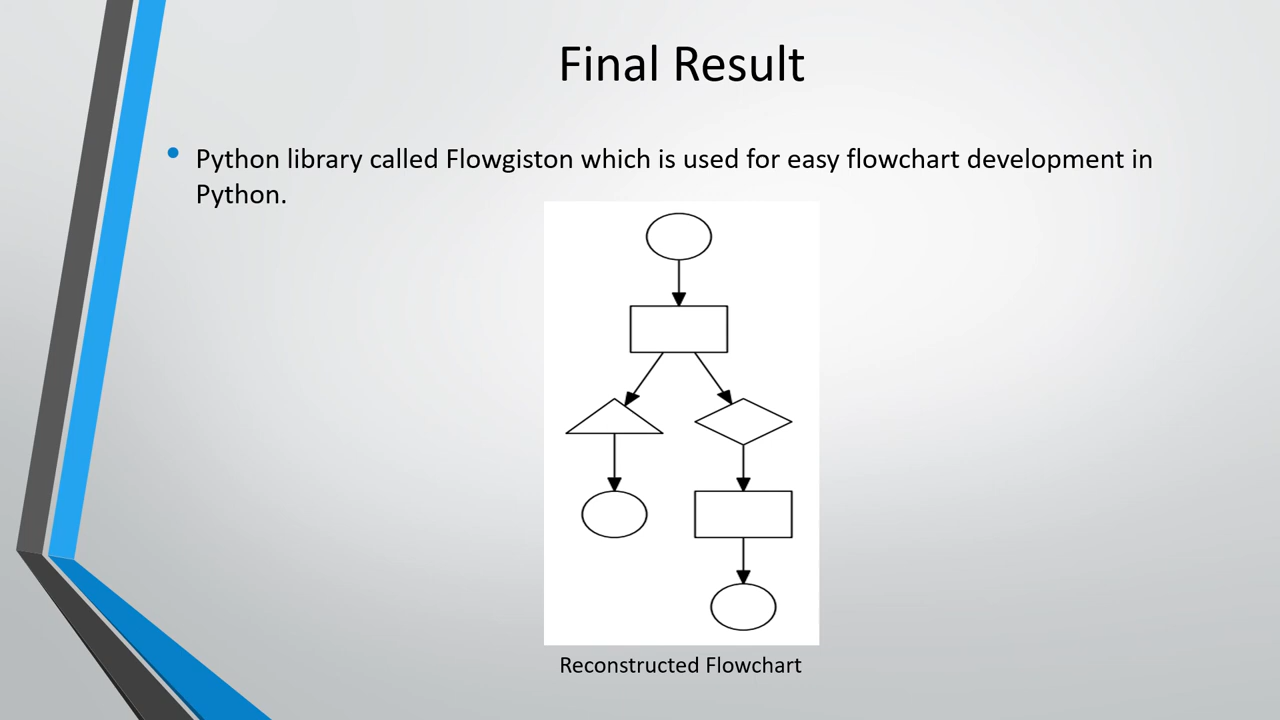 Final Result
Python library called Flowgiston which is used for easy flowchart development in
Python.
Reconstructed Flowchart